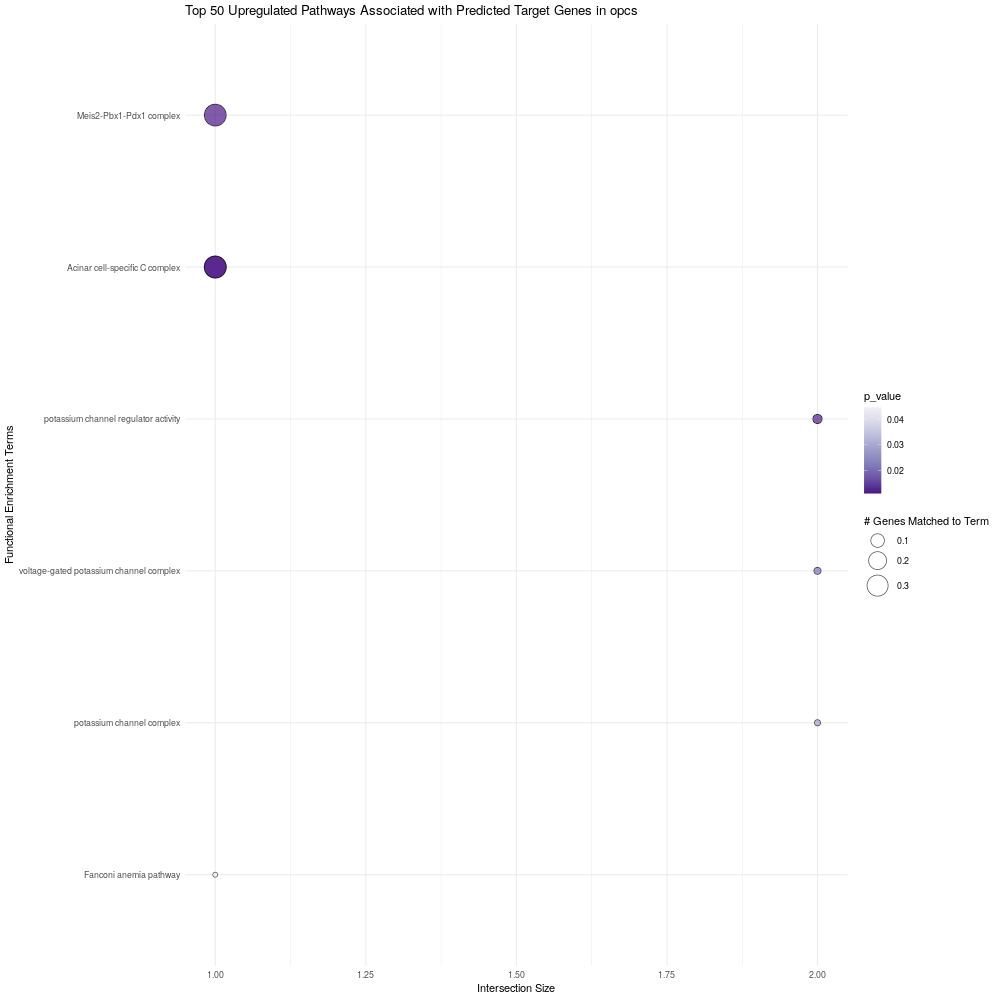 Top 50 Upregulated Pathways Associated with Predicted Target Genes in opcs
Functional Enrichment Terms
Meis2-Pbx1-Pdx1 complex
Acinar cell-specific C complex
potassium channel regulator activity
voltage-gated potassium channel complex
potassium channel complex
Fanconi anemia pathway
1.00
1.25
1.50
1.75
2.00
Intersection Size
p_value
0.04
0.03
0.02
# Genes Matched to Term
0.1
0.2
0.3